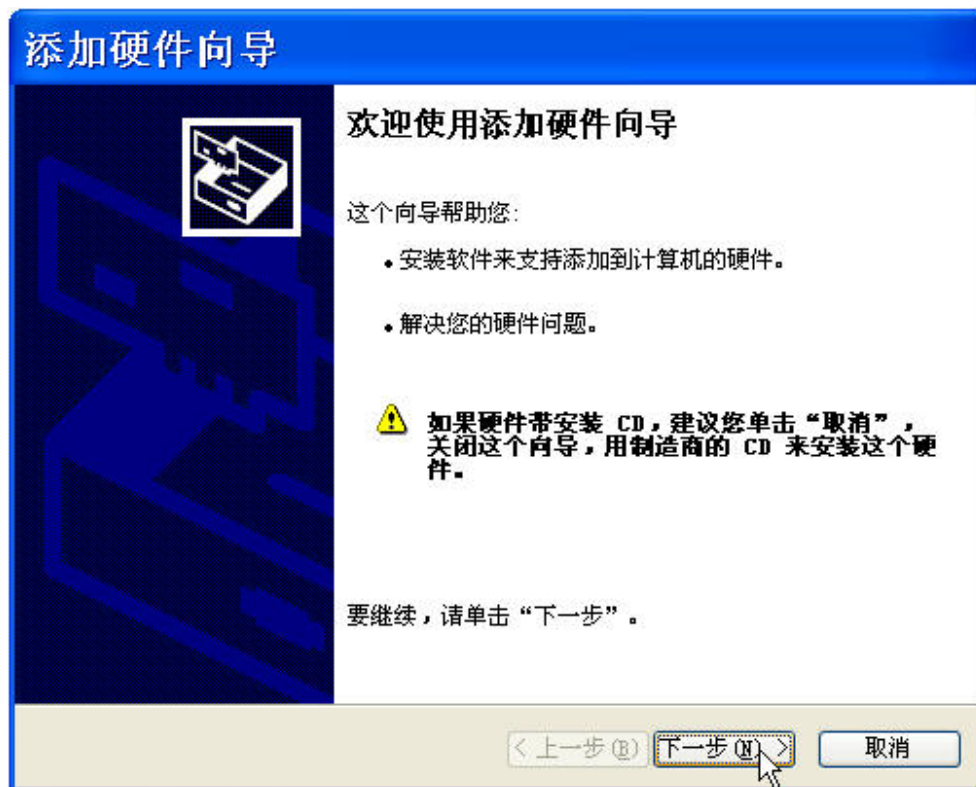 添加硬件向导
欢迎使用添加硬件向导
这个向导帮助您:
•安装软件来支持添加到计算机的硬件。
•解决您的硬件问题。
如果硬件带安装 CD，建议您单击“取消”，
关闭这个向导，用制造商的 CD 来安装这个硬
件。
要继续，请单击“下一步”。
< 上一步(B) 下一步(N) > 取消